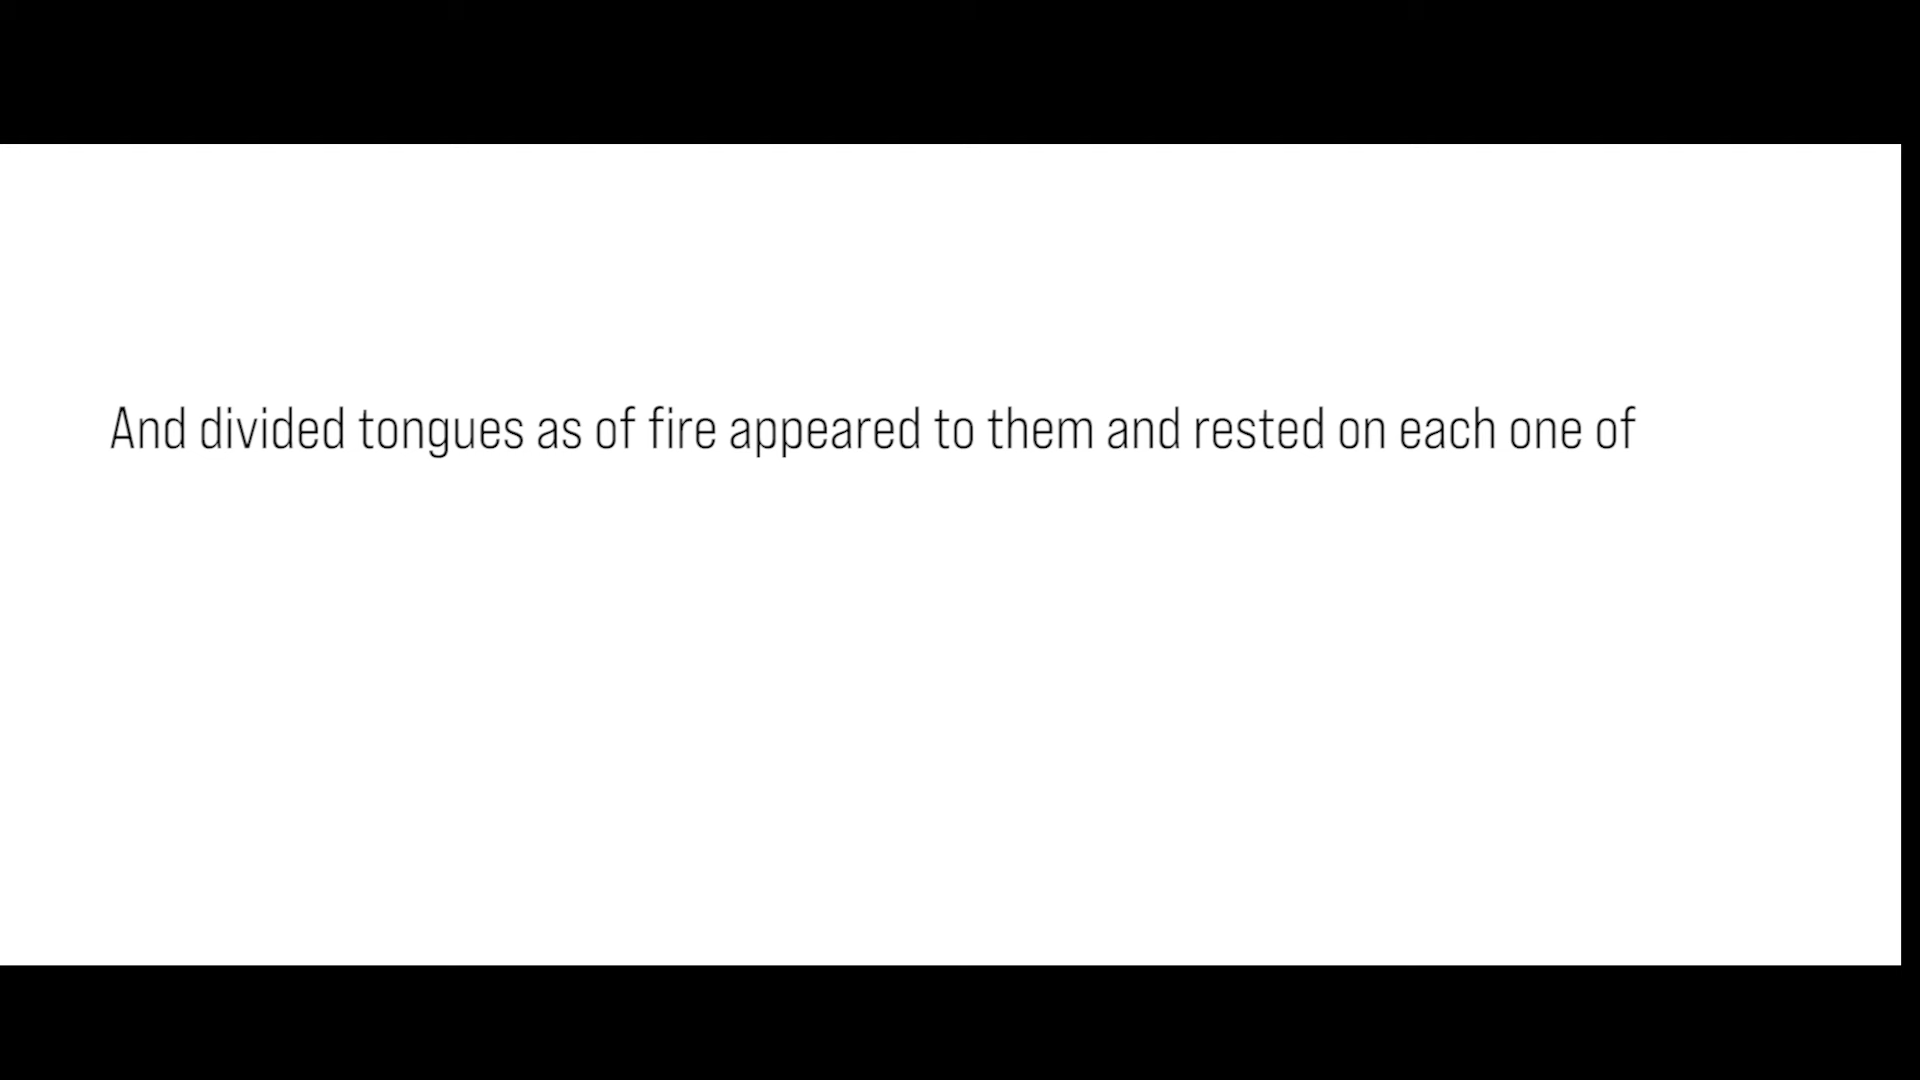 And divided tongues as of fire appeared to them and rested on each one of